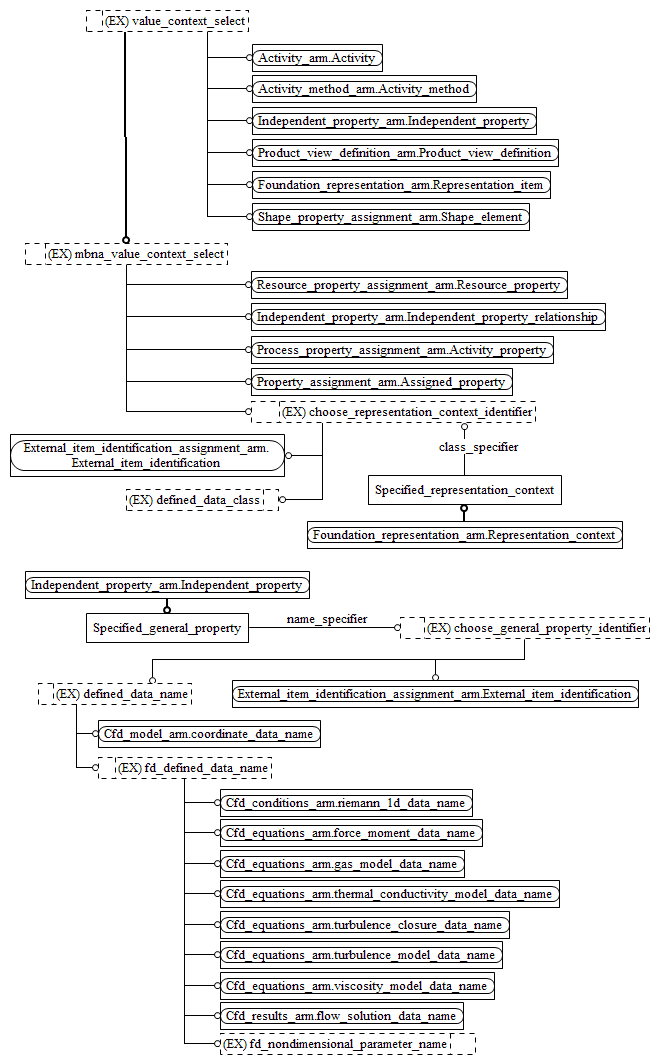 (EX) value_context_select
Activity_arm.Activity
Activity_method_arm.Activity_method
Independent_property_arm.Independent_property
Product_view_definition_arm.Product_view_definition
Foundation_representation_arm.Representation_item
Shape_property_assignment_arm.Shape_element
(EX) mbna_value_context_select
Resource_property_assignment_arm.Resource_property
Independent_property_arm.Independent_property_relationship
Process_property_assignment_arm.Activity_property
Property_assignment_arm.Assigned_property
(EX) choose_representation_context_identifier
External_item_identification_assignment_arm.
External_item_identification
class_specifier
(EX) defined_data_class
Specified_representation_context
Foundation_representation_arm.Representation_context
Independent_property_arm.Independent_property
Specified_general_property
name_specifier
(EX) choose_general_property_identifier
(EX) defined_data_name
External_item_identification_assignment_arm.External_item_identification
Cfd_model_arm.coordinate_data_name
(EX) fd_defined_data_name
Cfd_conditions_arm.riemann_1d_data_name
Cfd_equations_arm.force_moment_data_name
Cfd_equations_arm.gas_model_data_name
Cfd_equations_arm.thermal_conductivity_model_data_name
Cfd_equations_arm.turbulence_closure_data_name
Cfd_equations_arm.turbulence_model_data_name
Cfd_equations_arm.viscosity_model_data_name
Cfd_results_arm.flow_solution_data_name
(EX) fd_nondimensional_parameter_name